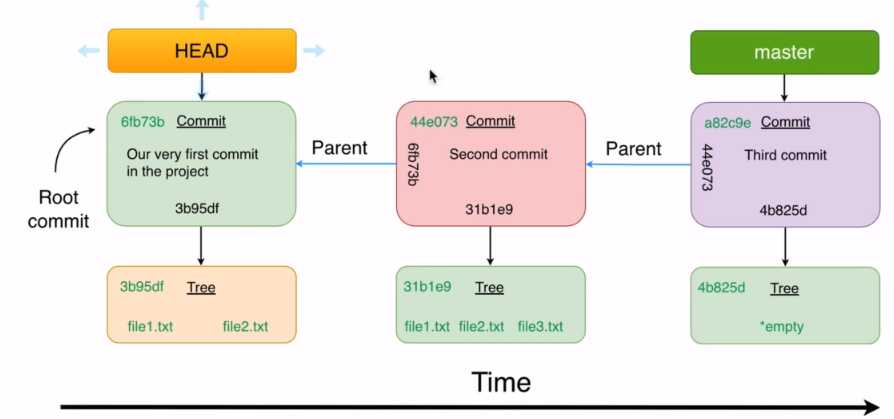 HEAD
master
6fb73b Commit
Our very first commit
in the project
3b95df
Root
commit
Parent
44e073 Commit
6fb73b
Second commit
31b1e9
Parent
a82c9e Commit
44e073
Third commit
4b825d
3b95df Tree
file1.txt file2.txt
31b1e9 Tree
file1.txt file2.txt file3.txt
4b825d Tree
*empty
Time